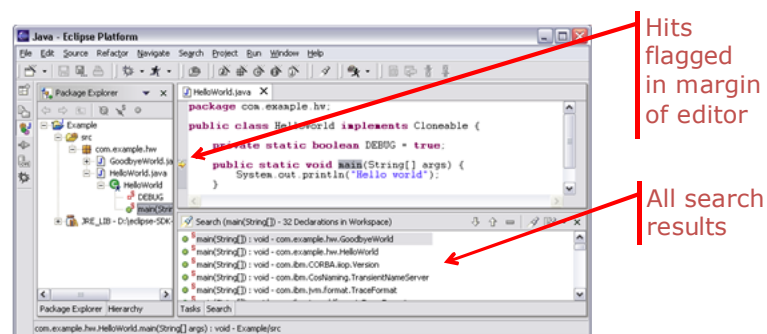 Java - Eclipse Platform
File Edit Source Refactor Navigate Search Project Run Window Help
Package Explorer
HelloWorld.java
Example
src
com.example.hw
GoodbyeWorld.ja
HelloWorld.java
HelloWorld
DEBUG
main(Strin
JRE_LIB - D:\eclipse-SDK-
Package Explorer Hierarchy
package com.example.hw;
public class HelloWorld implements Cloneable {
private static boolean DEBUG = true;
public static void main(String[] args) {
System.out.println("Hello world");
}
Search (main(String[]) - 32 Declarations in Workspace)
main(String[]) : void - com.example.hw.GoodbyeWorld
main(String[]) : void - com.example.hw.HelloWorld
main(String[]) : void - com.ibm.CORBA.iiop.Version
main(String[]) : void - com.ibm.CosNaming.TransientNameServer
main(String[]) : void - com.ibm.jvm.format.TraceFormat
Tasks Search
com.example.hw.HelloWorld.main(String[] args) : void - Example/src
Hits
flagged
in margin
of editor
All search
results